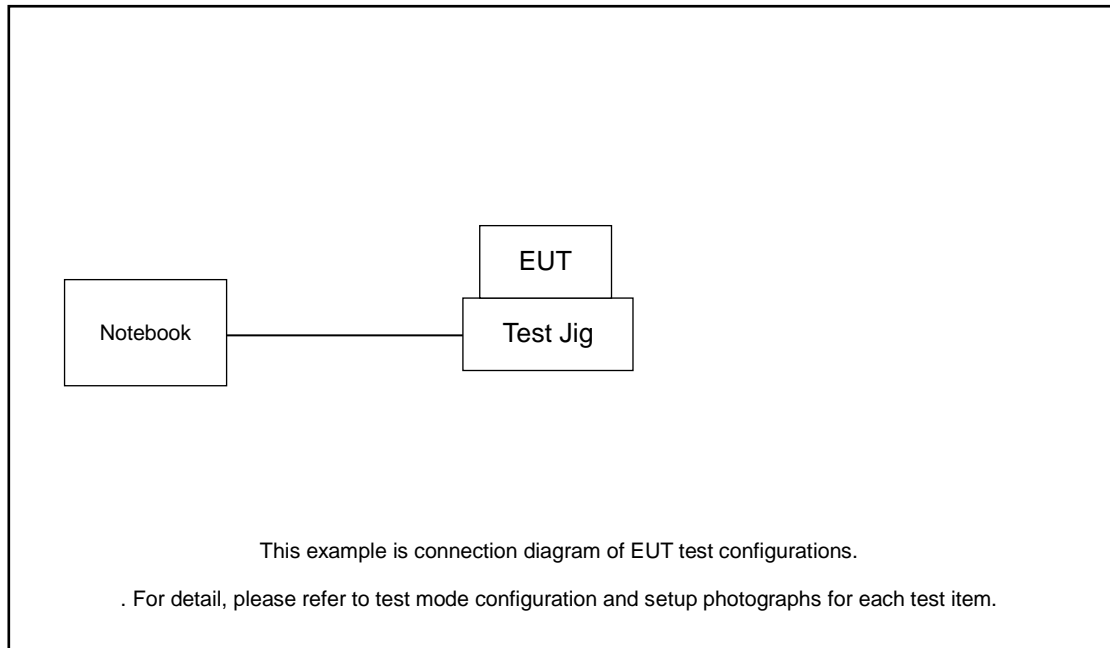 EUT
Notebook
Test Jig
This example is connection diagram of EUT test configurations.
. For detail, please refer to test mode configuration and setup photographs for each test item.